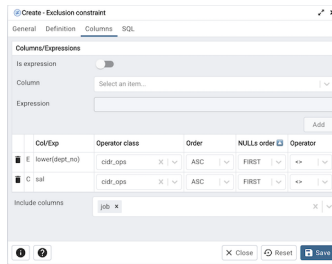 Create - Exclusion constraint
General Definition Columns SQL
Columns/Expressions
Is expression
Column Select an item...
Expression
Add
Col/Exp Operator class Order NULLs order Operator
E lower(dept_no) cidr_ops ASC FIRST <>
C sal cidr_ops ASC FIRST <>
Include columns job
Close Reset Save